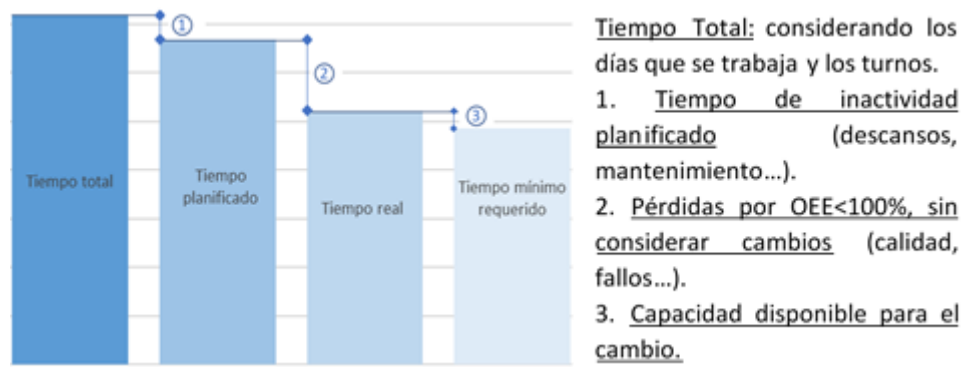 ①
②
③
Tiempo total
Tiempo
planificado
Tiempo real
Tiempo mínimo
requerido
Tiempo Total: considerando los
días que se trabaja y los turnos.
1. Tiempo de inactividad
planificado (descansos,
mantenimiento…).
2. Pérdidas por OEE<100%, sin
considerar cambios (calidad,
fallos…).
3. Capacidad disponible para el
cambio.